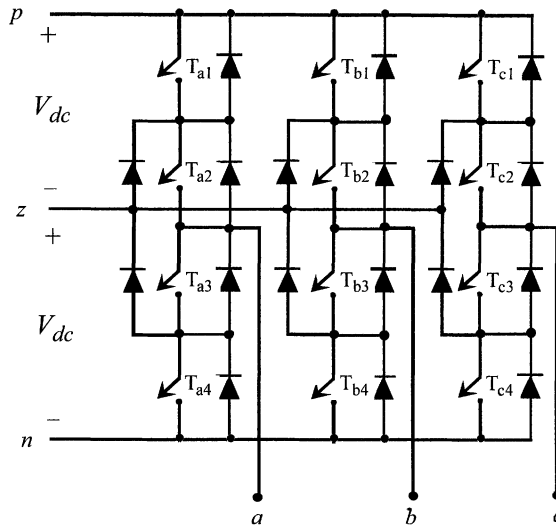 p
+
T_a1 T_b1 T_c1
V_dc
T_a2 T_b2 T_c2
−
z
+
T_a3 T_b3 T_c3
V_dc
T_a4 T_b4 T_c4
−
n
a b c